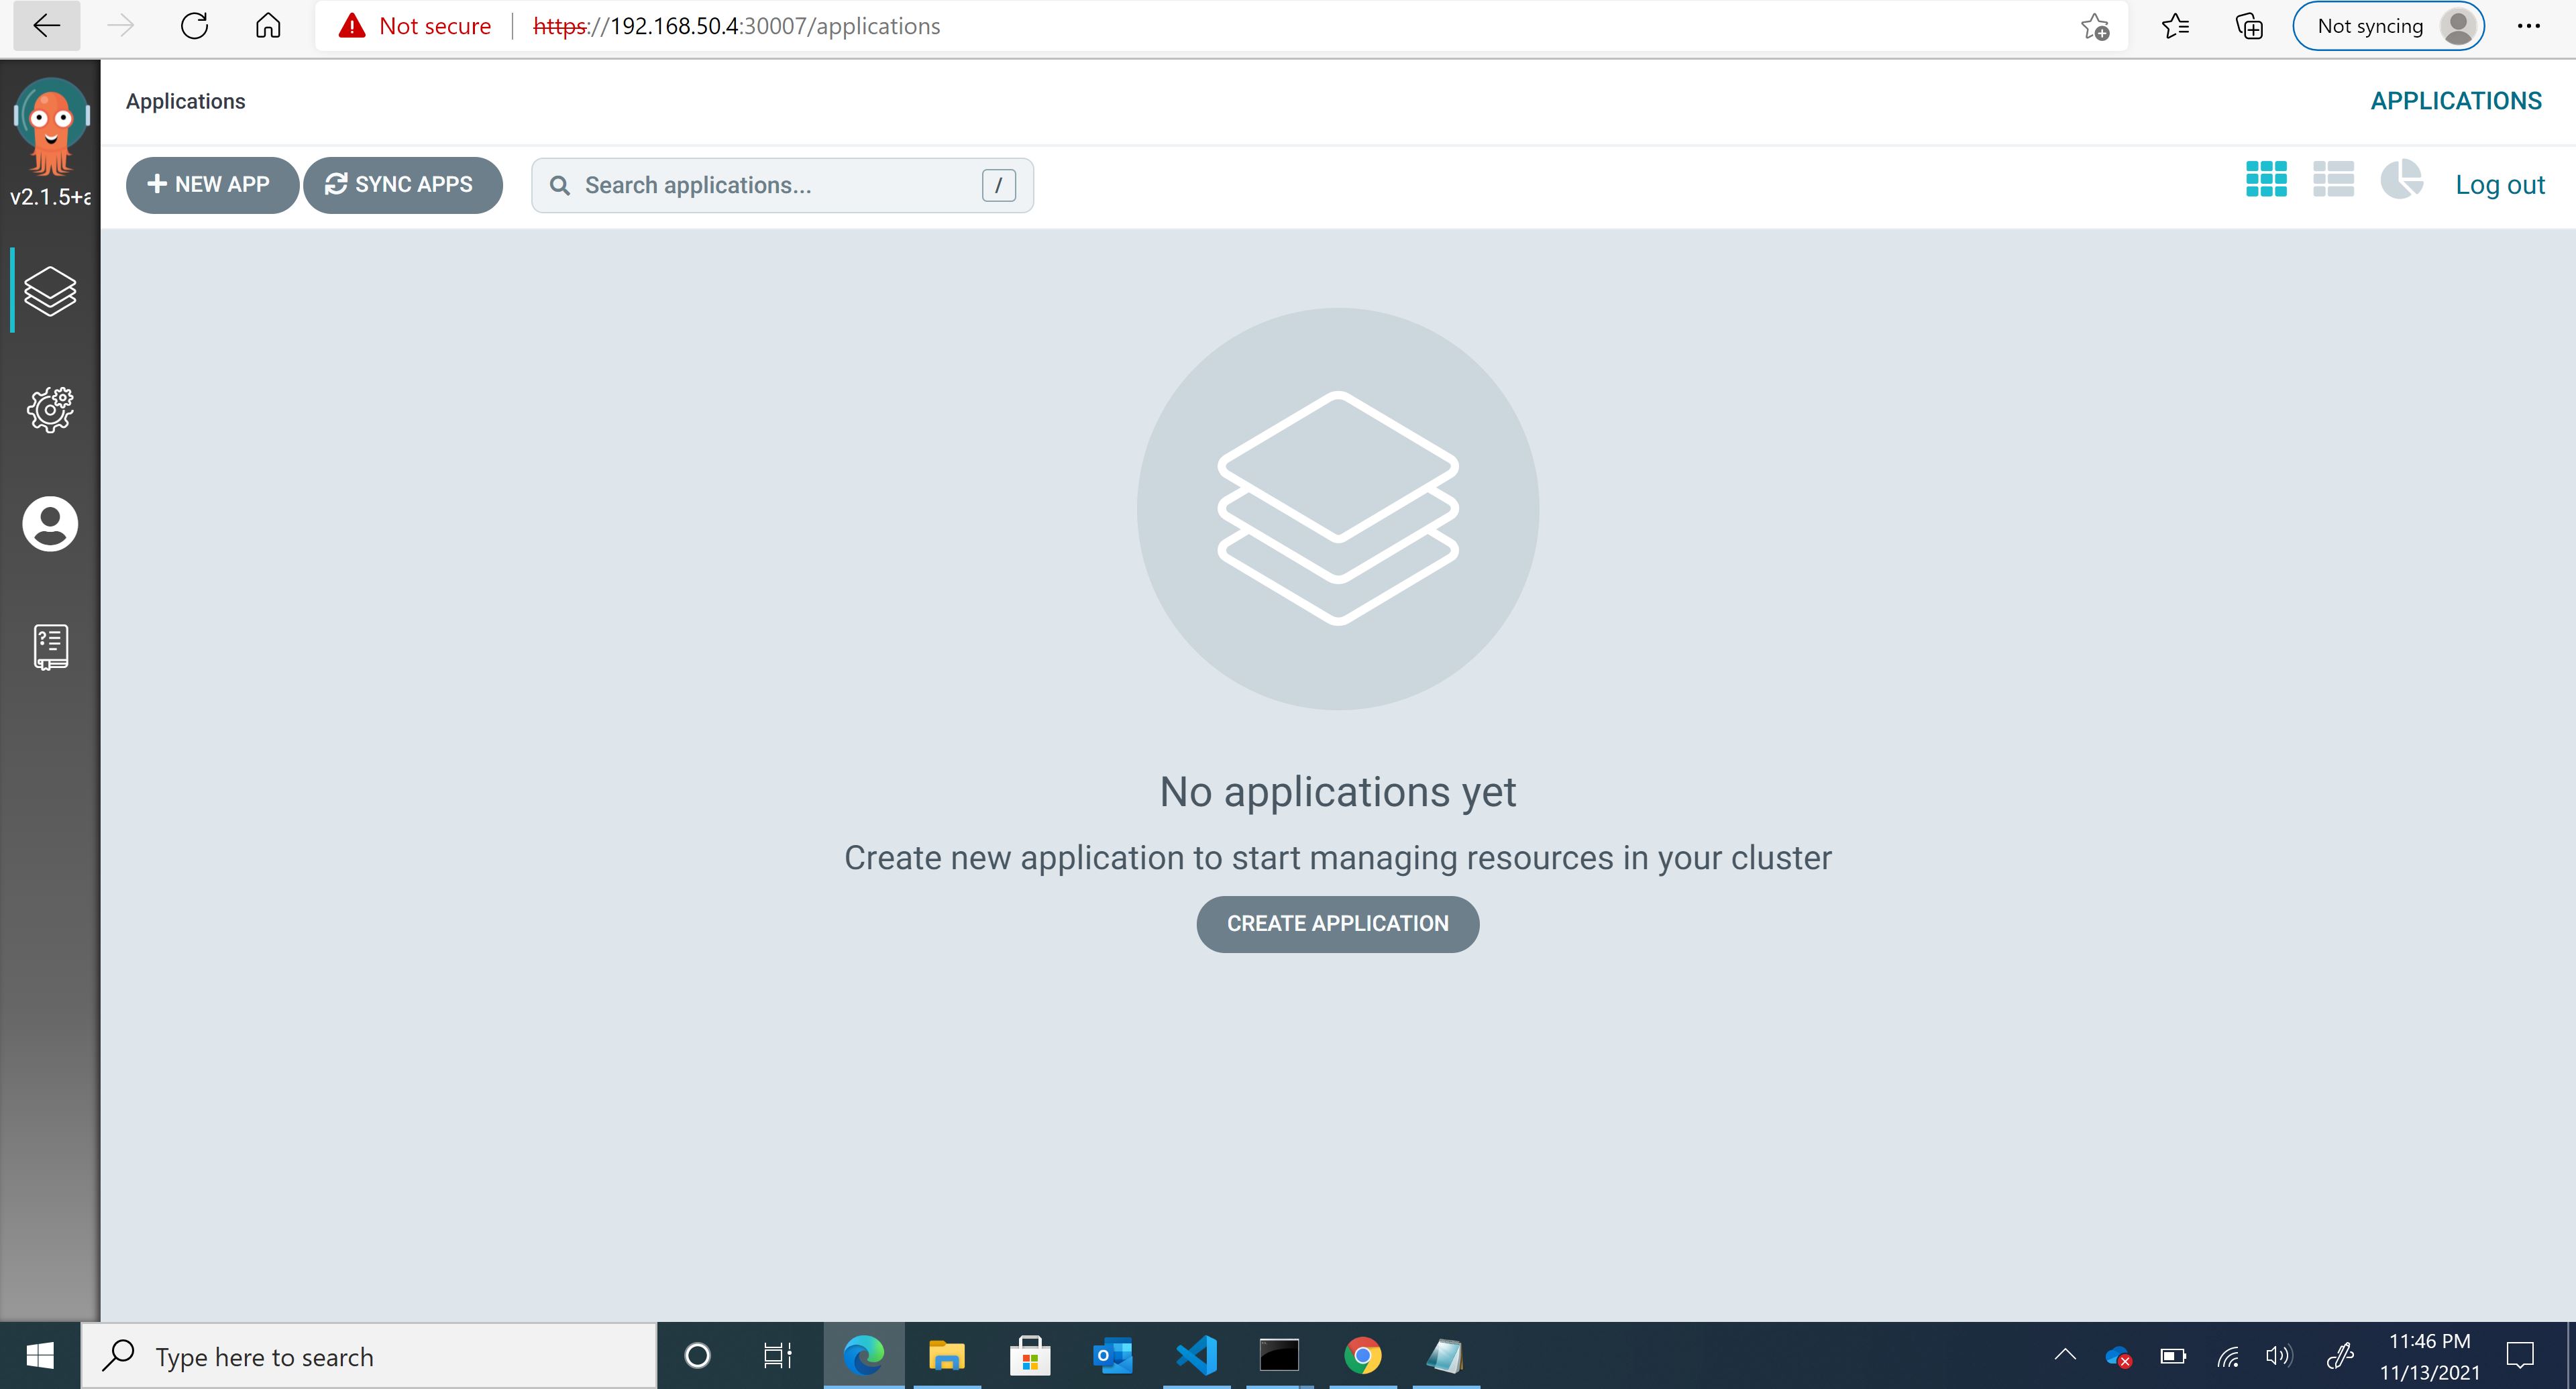 Not secure | https://192.168.50.4:30007/applications
Not syncing
Applications
APPLICATIONS
v2.1.5+a
NEW APP
SYNC APPS
Search applications...
/
Log out
No applications yet
Create new application to start managing resources in your cluster
CREATE APPLICATION
Type here to search
11:46 PM
11/13/2021